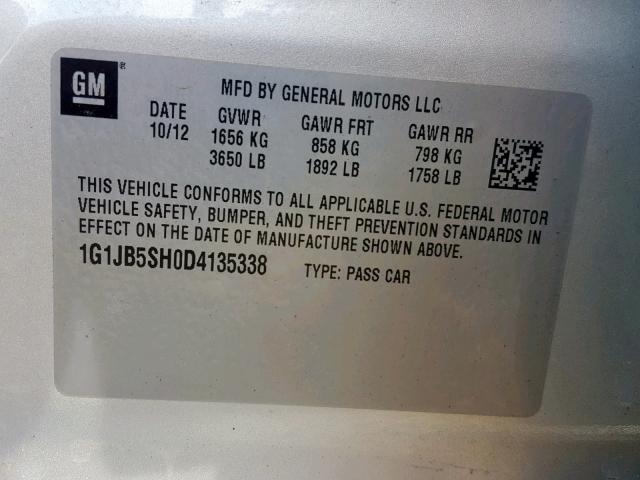 GM ®
MFD BY GENERAL MOTORS LLC
DATE GVWR GAWR FRT GAWR RR
10/12 1656 KG 858 KG 798 KG
3650 LB 1892 LB 1758 LB
THIS VEHICLE CONFORMS TO ALL APPLICABLE U.S. FEDERAL MOTOR
VEHICLE SAFETY, BUMPER, AND THEFT PREVENTION STANDARDS IN
EFFECT ON THE DATE OF MANUFACTURE SHOWN ABOVE.
1G1JB5SH0D4135338 TYPE: PASS CAR